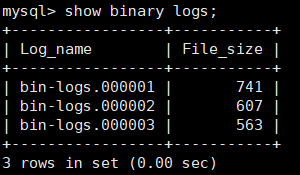 mysql> show binary logs;
+------------------+-----------+
| Log_name         | File_size |
+------------------+-----------+
| bin-logs.000001 |       741 |
| bin-logs.000002 |       607 |
| bin-logs.000003 |       563 |
+------------------+-----------+
3 rows in set (0.00 sec)